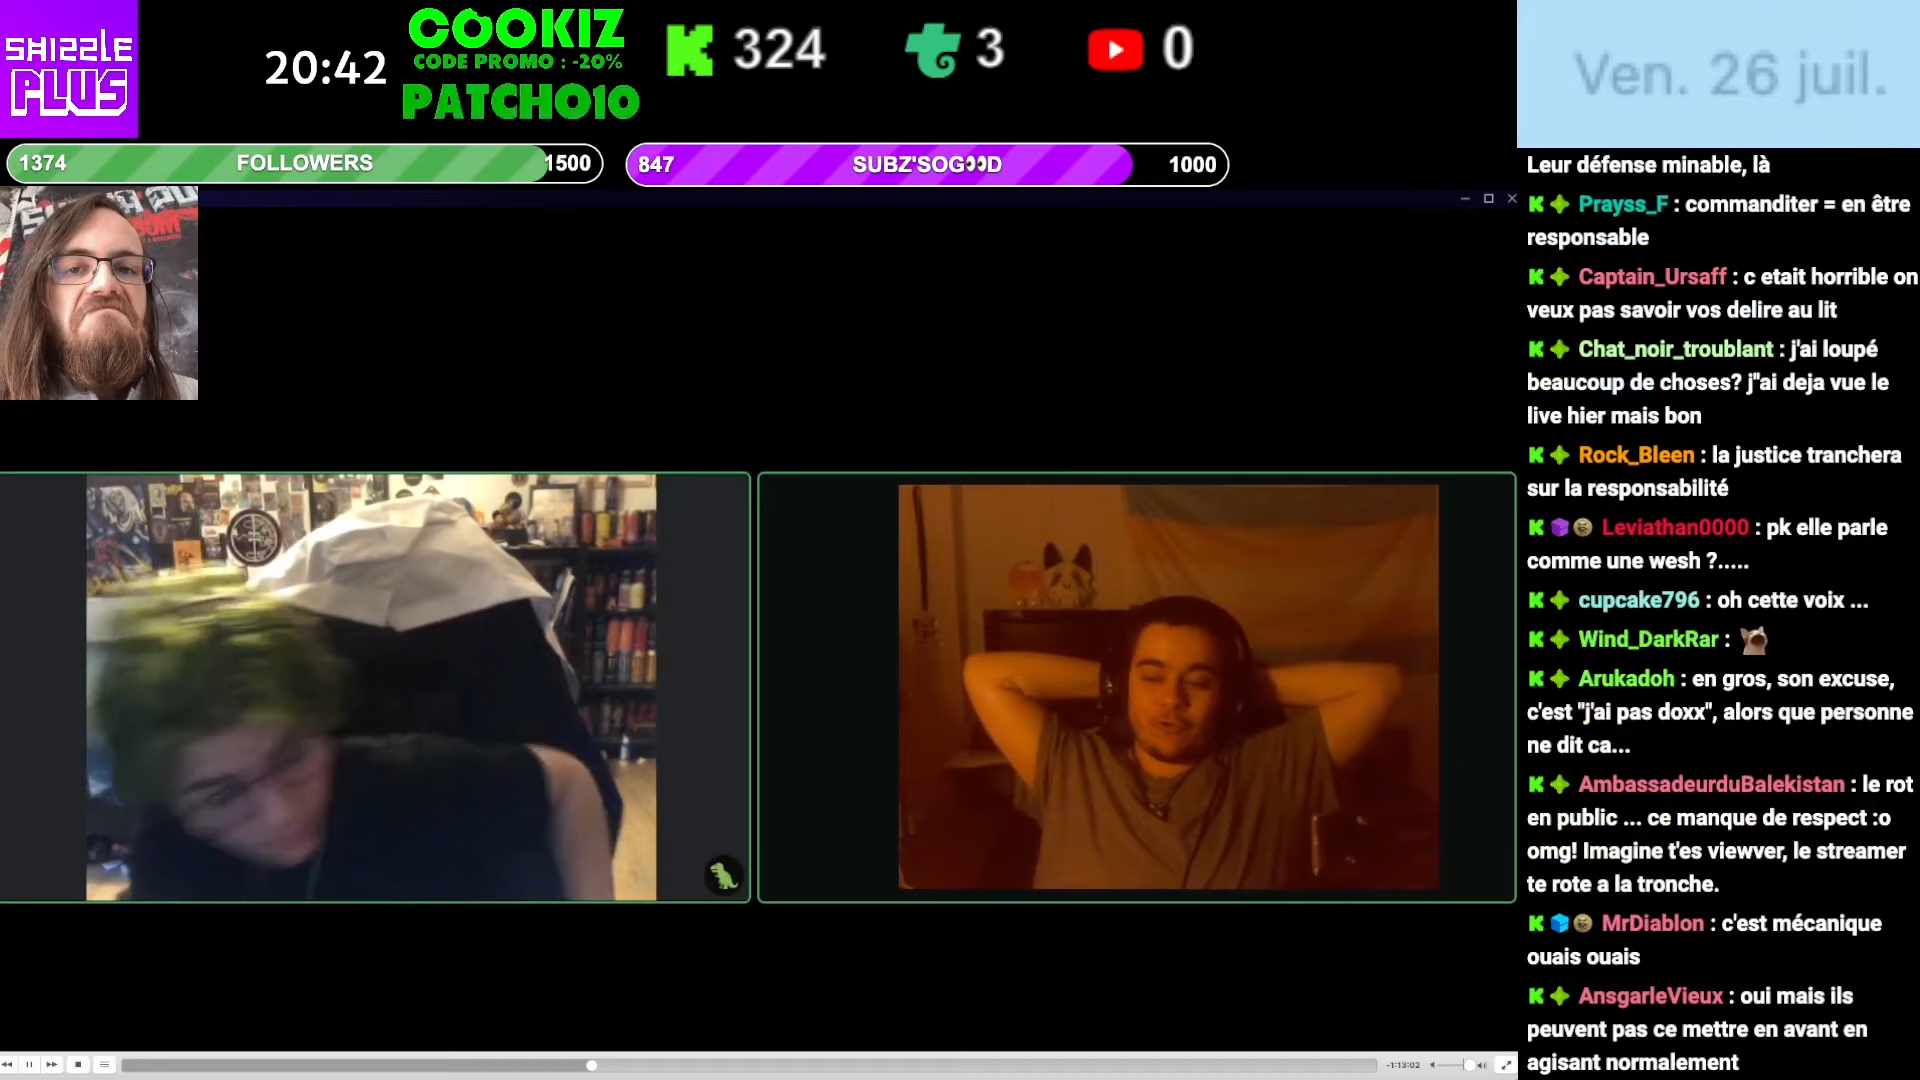 SHIZZLE
PLUS
20:42
COOKIZ
CODE PROMO : -20%
PATCHO10
324
3
0
Ven. 26 juil.
1374 FOLLOWERS 1500
847 SUBZ'SOG👀D 1000
Leur défense minable, là
Prayss_F : commanditer = en être
responsable
Captain_Ursaff : c etait horrible on
veux pas savoir vos delire au lit
Chat_noir_troublant : j'ai loupé
beaucoup de choses? j"ai deja vue le
live hier mais bon
Rock_Bleen : la justice tranchera
sur la responsabilité
Leviathan0000 : pk elle parle
comme une wesh ?.....
cupcake796 : oh cette voix ...
Wind_DarkRar :
Arukadoh : en gros, son excuse,
c'est "j'ai pas doxx", alors que personne
ne dit ca...
AmbassadeurduBalekistan : le rot
en public ... ce manque de respect :o
omg! Imagine t'es viewver, le streamer
te rote a la tronche.
MrDiablon : c'est mécanique
ouais ouais
AnsgarleVieux : oui mais ils
peuvent pas ce mettre en avant en
agisant normalement
-1:13:02